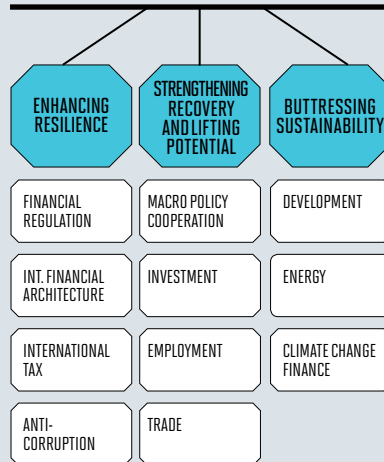 ENHANCING
RESILIENCE
STRENGTHENING
RECOVERY
AND LIFTING
POTENTIAL
BUTTRESSING
SUSTAINABILITY
FINANCIAL
REGULATION
MACRO POLICY
COOPERATION
DEVELOPMENT
INT. FINANCIAL
ARCHITECTURE
INVESTMENT
ENERGY
INTERNATIONAL
TAX
EMPLOYMENT
CLIMATE CHANGE
FINANCE
ANTI-
CORRUPTION
TRADE